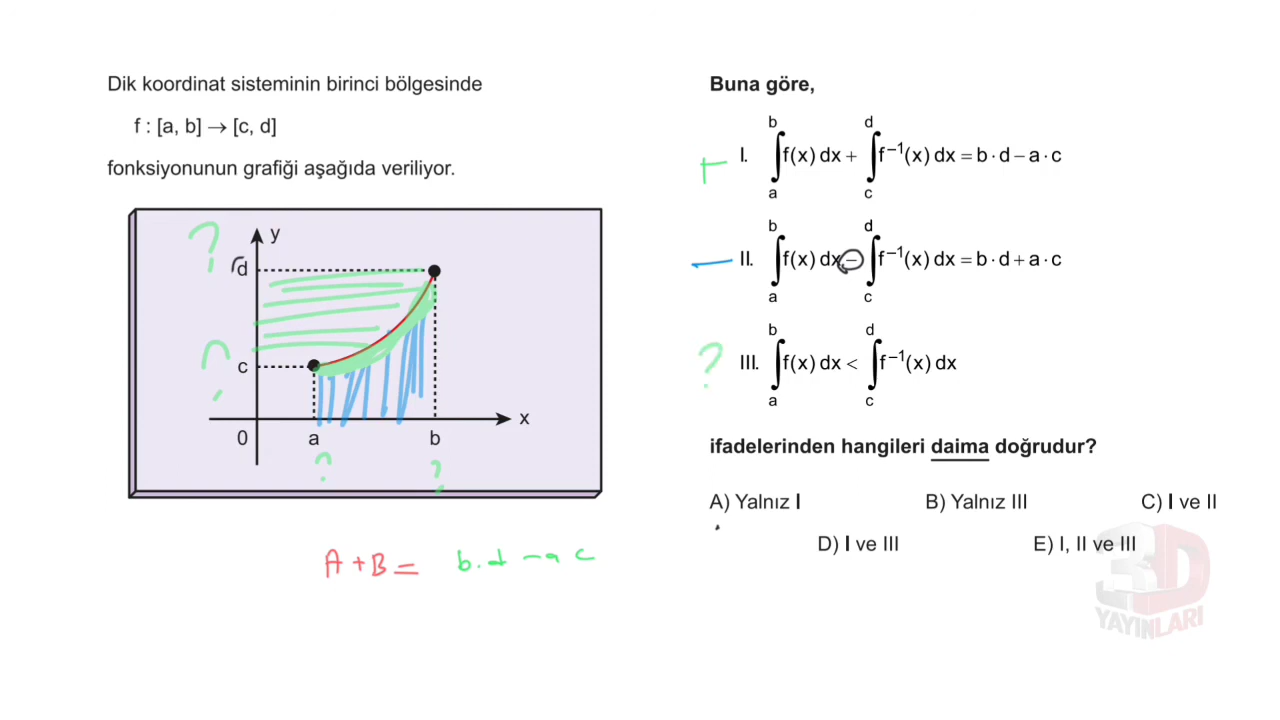 Dik koordinat sisteminin birinci bölgesinde
f : [a, b] → [c, d]
fonksiyonunun grafiği aşağıda veriliyor.
?
y
d
?
c
0
a
b
x
?
?
A + B = b.d - a c
Buna göre,
+ I. ∫ₐᵇ f(x) dx + ∫꜀ᵈ f⁻¹(x) dx = b · d − a · c
— II. ∫ₐᵇ f(x) dx − ∫꜀ᵈ f⁻¹(x) dx = b · d + a · c
? III. ∫ₐᵇ f(x) dx < ∫꜀ᵈ f⁻¹(x) dx
ifadelerinden hangileri daima doğrudur?
A) Yalnız I B) Yalnız III C) I ve II
D) I ve III E) I, II ve III
3D
YAYINLARI